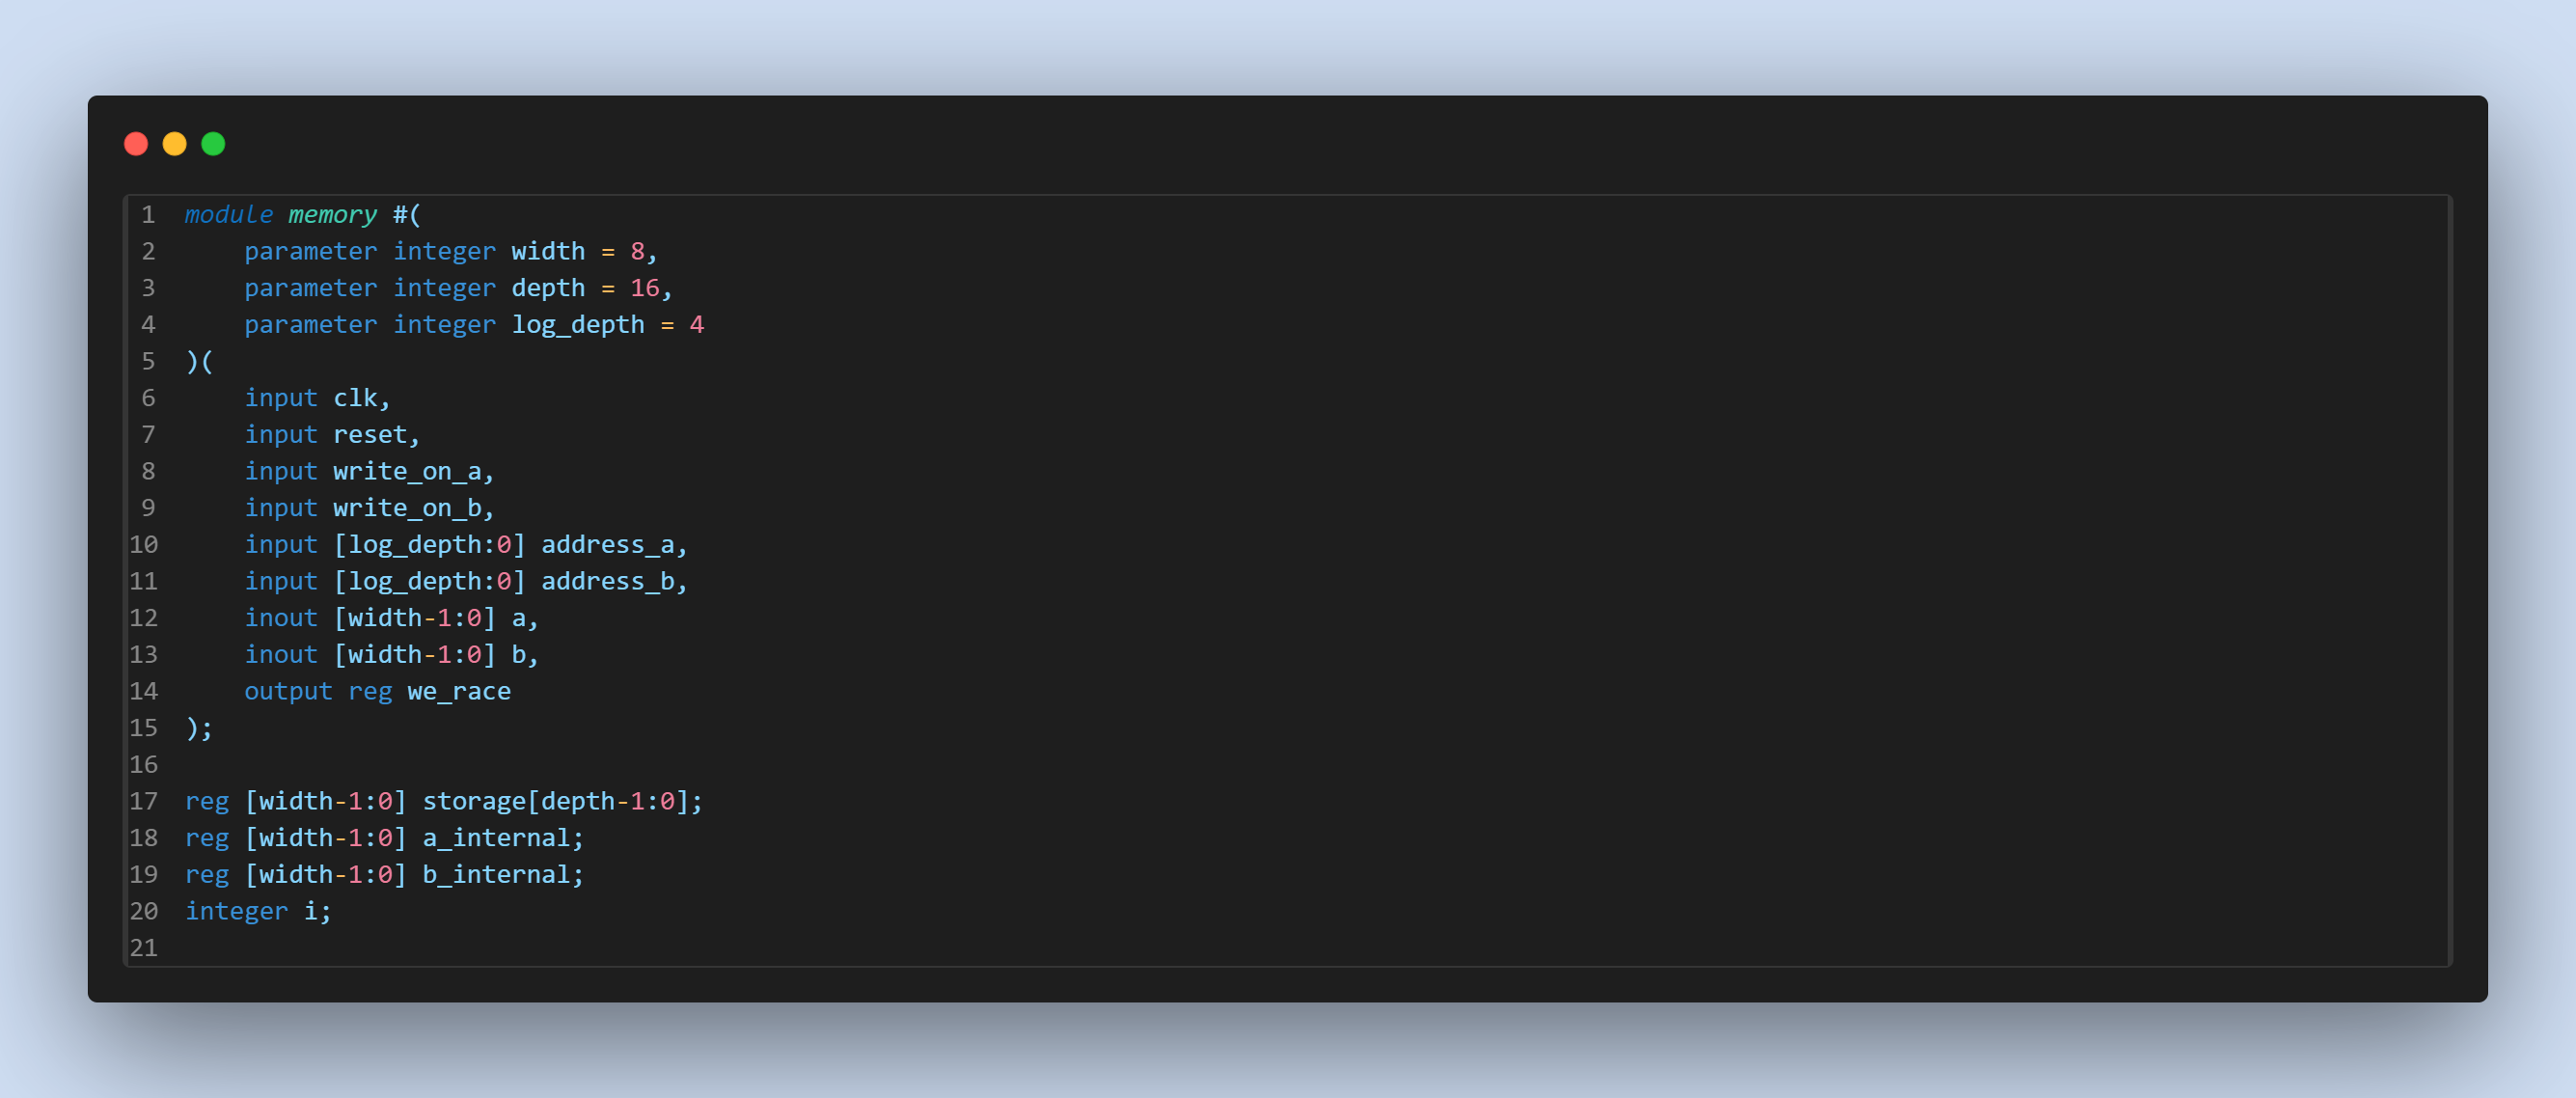 1 module memory #(
2     parameter integer width = 8,
3     parameter integer depth = 16,
4     parameter integer log_depth = 4
5 )(
6     input clk,
7     input reset,
8     input write_on_a,
9     input write_on_b,
10     input [log_depth:0] address_a,
11     input [log_depth:0] address_b,
12     inout [width-1:0] a,
13     inout [width-1:0] b,
14     output reg we_race
15 );
16
17 reg [width-1:0] storage[depth-1:0];
18 reg [width-1:0] a_internal;
19 reg [width-1:0] b_internal;
20 integer i;
21